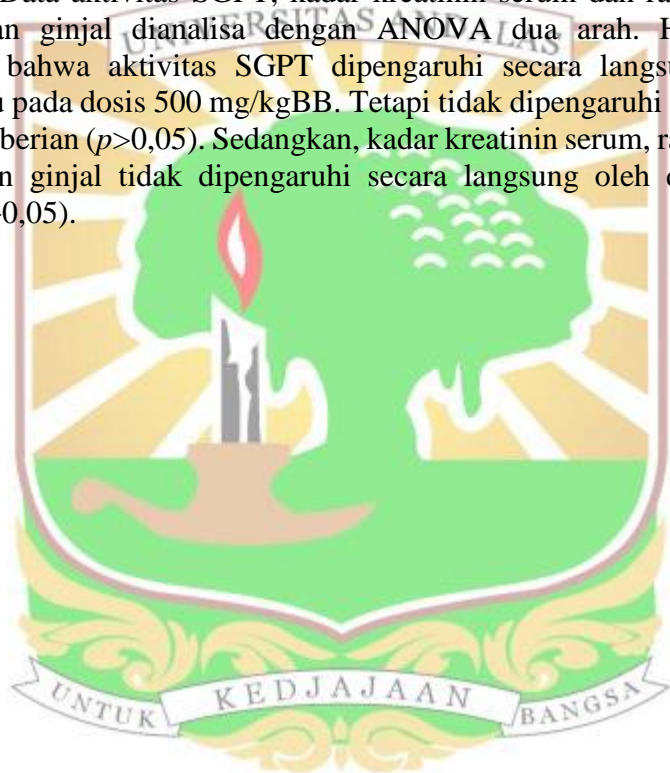 Data aktivitas SGPT, kadar kreatinin serum dan
an ginjal dianalisa dengan ANOVA dua arah.
bahwa aktivitas SGPT dipengaruhi secara
pada dosis 500 mg/kgBB. Tetapi tidak dipengaruhi
berian (p>0,05). Sedangkan, kadar kreatinin serum,
n ginjal tidak dipengaruhi secara langsung oleh
0,05).
UNIVERSITAS ANDALAS
UNTUK KEDJAJAAN BANGSA